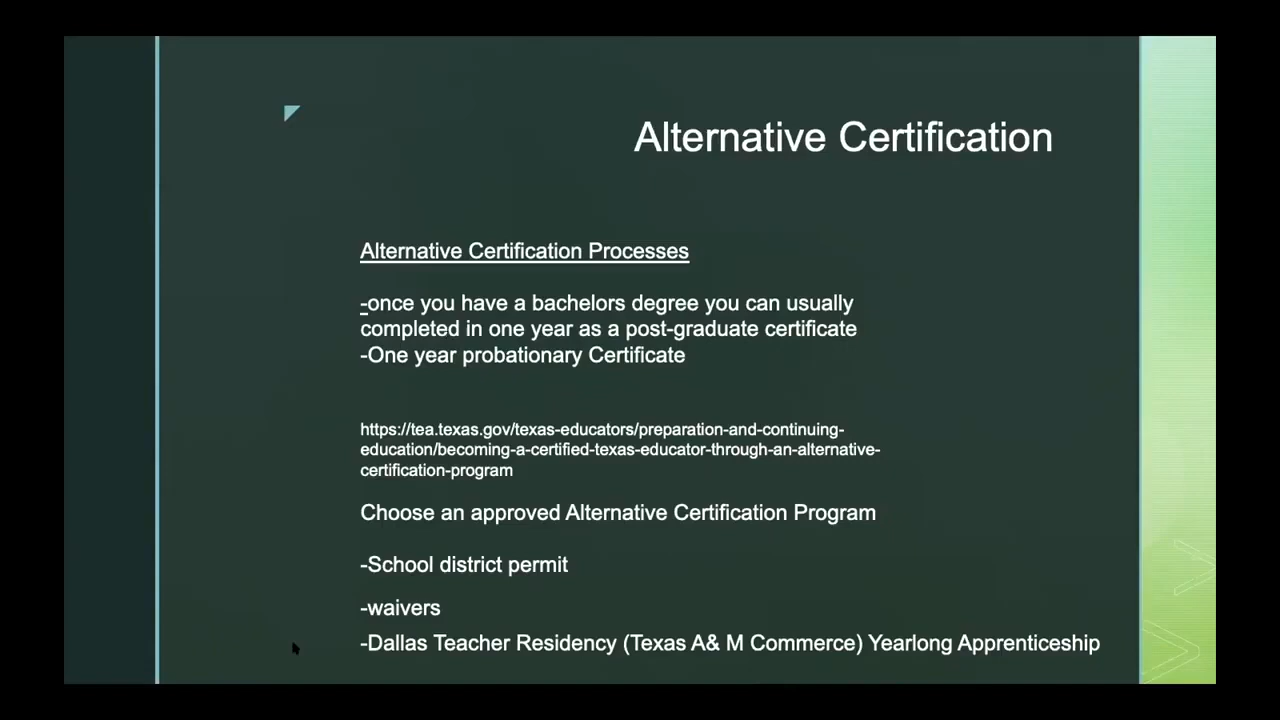 Alternative Certification
Alternative Certification Processes
-once you have a bachelors degree you can usually
completed in one year as a post-graduate certificate
-One year probationary Certificate
https://tea.texas.gov/texas-educators/preparation-and-continuing-
education/becoming-a-certified-texas-educator-through-an-alternative-
certification-program
Choose an approved Alternative Certification Program
-School district permit
-waivers
-Dallas Teacher Residency (Texas A& M Commerce) Yearlong Apprenticeship